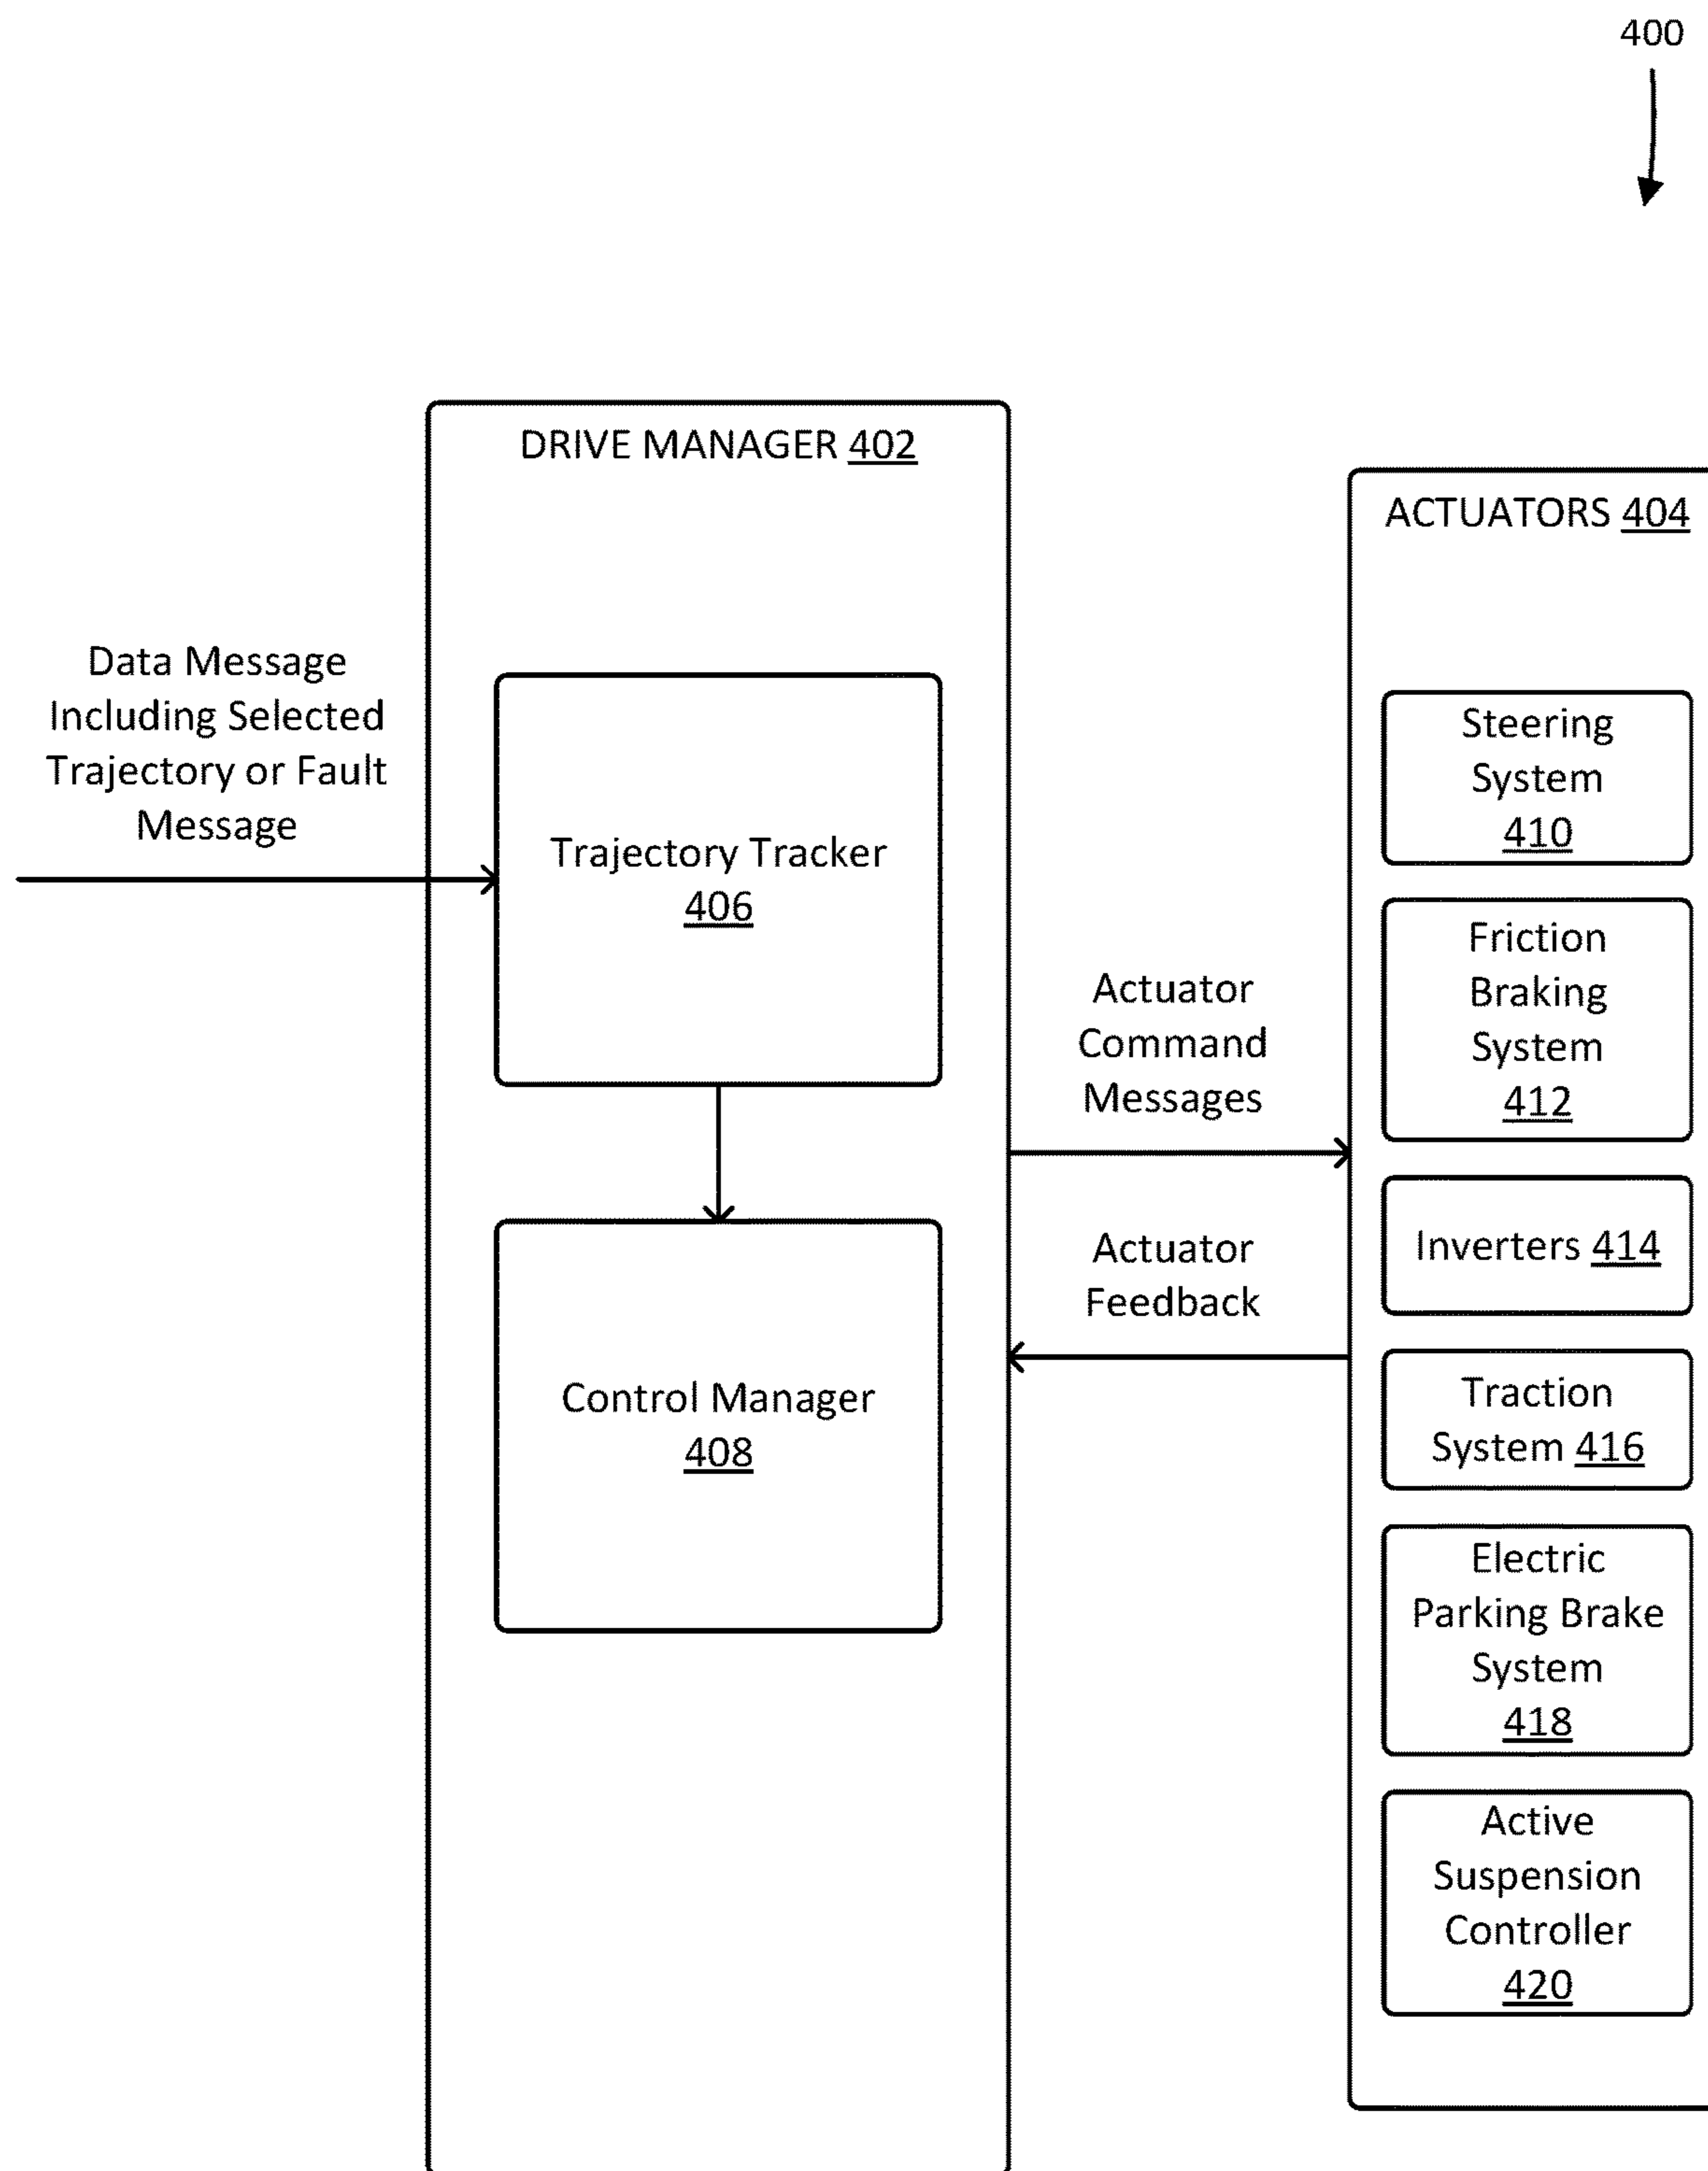 400
DRIVE MANAGER 402
ACTUATORS 404
Data Message
Including Selected
Trajectory or Fault
Message
Trajectory Tracker
406
Control Manager
408
Actuator
Command
Messages
Actuator
Feedback
Steering
System
410
Friction
Braking
System
412
Inverters 414
Traction
System 416
Electric
Parking Brake
System
418
Active
Suspension
Controller
420